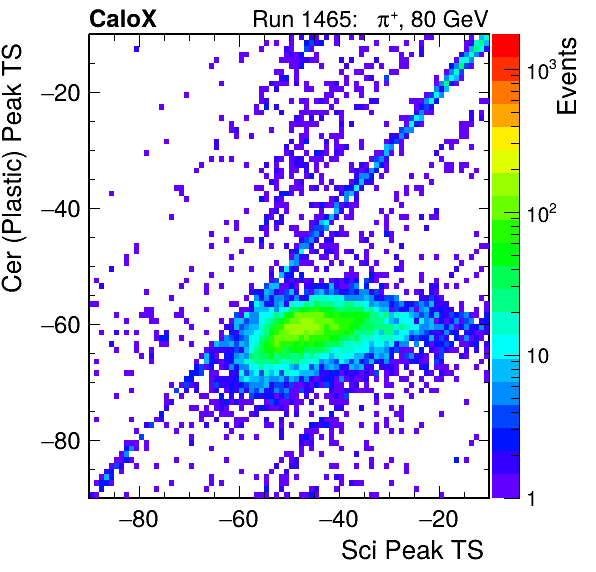 CaloX Run 1465: π⁺, 80 GeV
Cer (Plastic) Peak TS
−20
−40
−60
−80
−80 −60 −40 −20
Sci Peak TS
Events
10³
10²
10
1